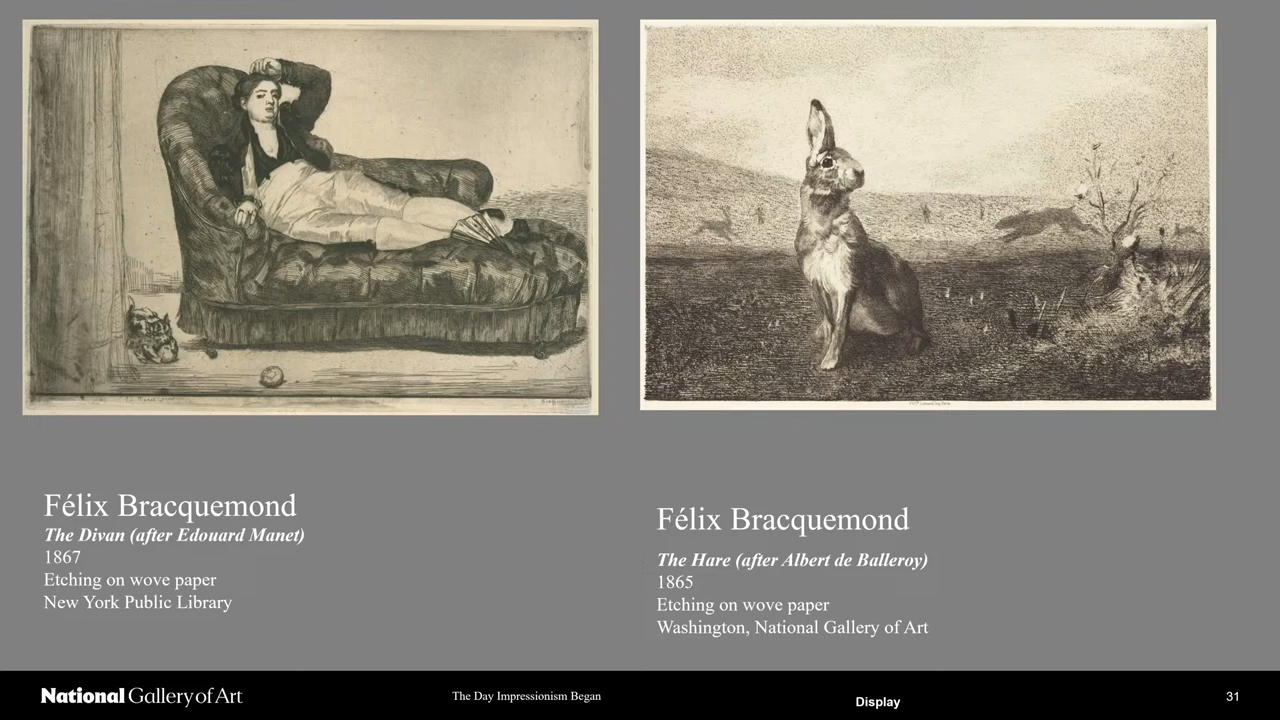 Félix Bracquemond
The Divan (after Edouard Manet)
1867
Etching on wove paper
New York Public Library
Félix Bracquemond
The Hare (after Albert de Balleroy)
1865
Etching on wove paper
Washington, National Gallery of Art
National Gallery of Art
The Day Impressionism Began
Display
31